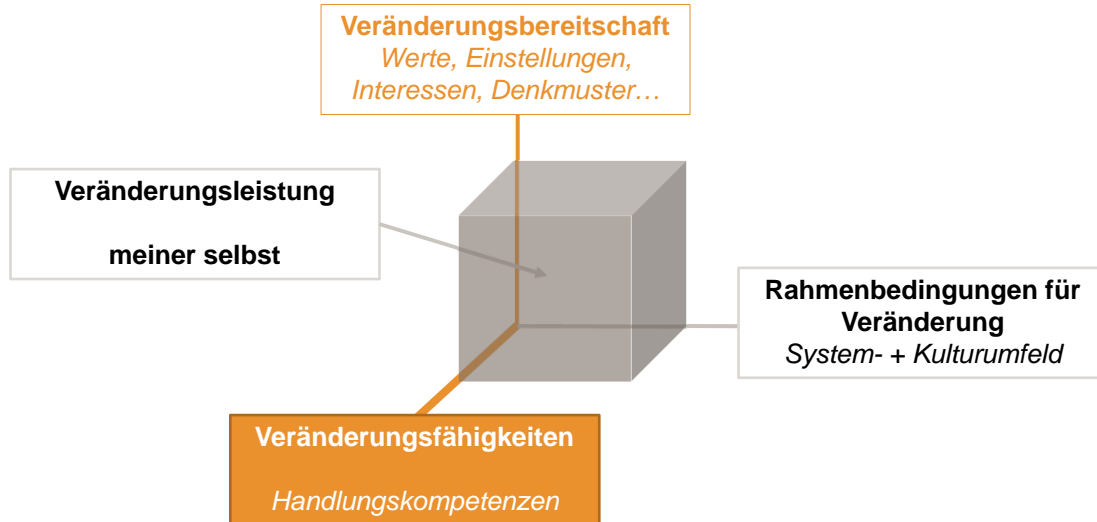 Veränderungsbereitschaft
Werte, Einstellungen,
Interessen, Denkmuster…
Veränderungsleistung
meiner selbst
Rahmenbedingungen für
Veränderung
System- + Kulturumfeld
Veränderungsfähigkeiten
Handlungskompetenzen